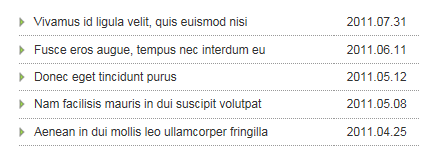 Vivamus id ligula velit, quis euismod nisi 2011.07.31
Fusce eros augue, tempus nec interdum eu 2011.06.11
Donec eget tincidunt purus 2011.05.12
Nam facilisis mauris in dui suscipit volutpat 2011.05.08
Aenean in dui mollis leo ullamcorper fringilla 2011.04.25